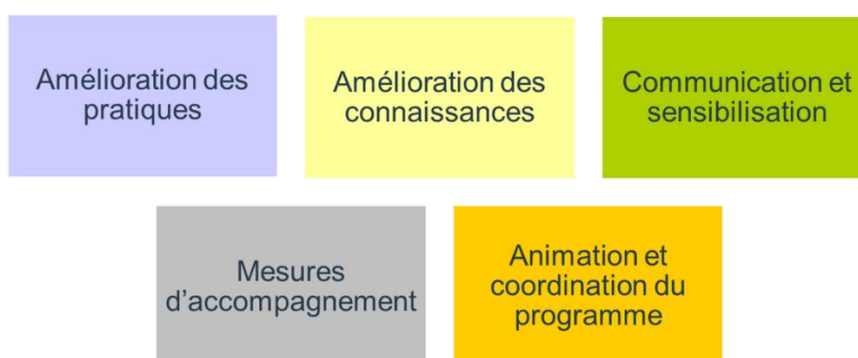 Amélioration des
pratiques
Amélioration des
connaissances
Communication et
sensibilisation
Mesures
d’accompagnement
Animation et
coordination du
programme